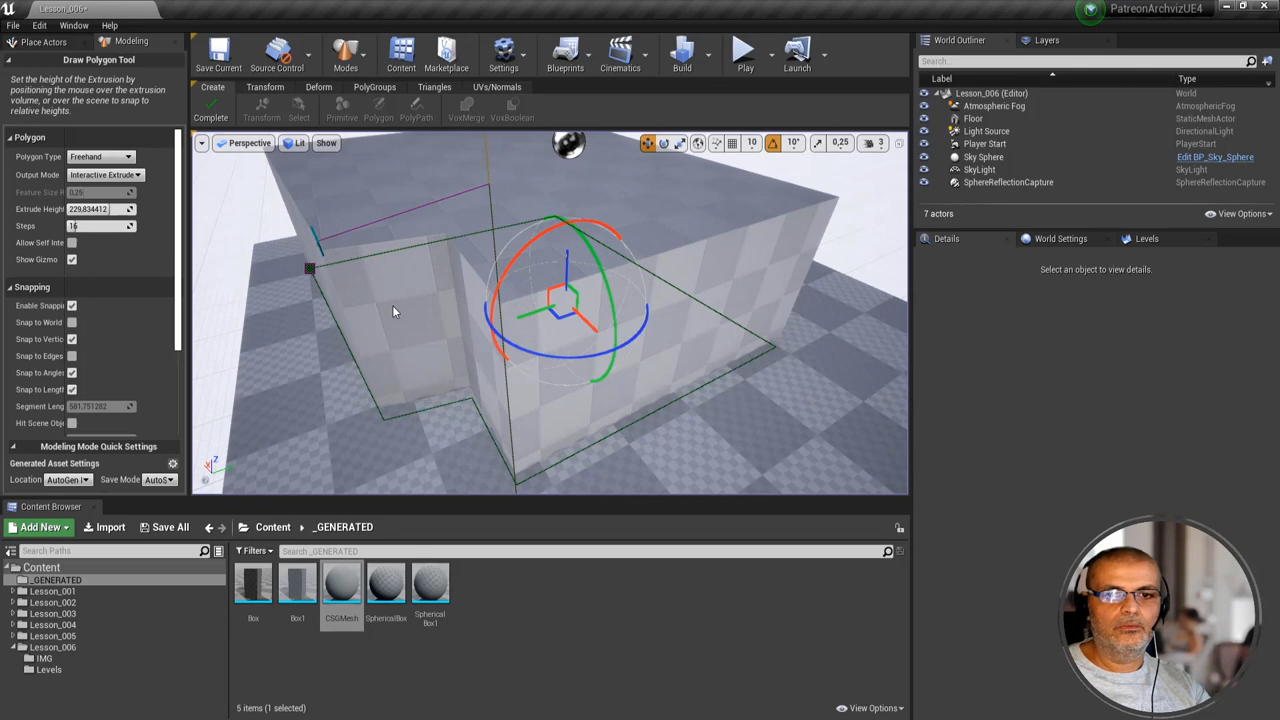 Lesson_006*
PatreonArchvizUE4
File Edit Window Help
Place Actors Modeling
Draw Polygon Tool
Set the height of the Extrusion by
positioning the mouse over the extrusion
volume, or over the scene to snap to
relative heights.
Polygon
Polygon Type Freehand
Output Mode Interactive Extrude
Feature Size R 0,25
Extrude Heigh 229,834412
Steps 16
Allow Self Inte
Show Gizmo
Snapping
Enable Snappi
Snap to World
Snap to Vertic
Snap to Edges
Snap to Angles
Snap to Length
Segment Leng 581,751282
Hit Scene Obj
Modeling Mode Quick Settings
Generated Asset Settings
Location AutoGen Save Mode AutoS
Save Current Source Control Modes Content Marketplace Settings Blueprints Cinematics Build Play Launch
Create Transform Deform PolyGroups Triangles UVs/Normals
Complete Transform Select Primitive Polygon PolyPath VoxMerge VoxBoolean
Perspective Lit Show
10 10° 0,25 3
X Z
World Outliner Layers
Search...
Label Type
Lesson_006 (Editor) World
Atmospheric Fog AtmosphericFog
Floor StaticMeshActor
Light Source DirectionalLight
Player Start PlayerStart
Sky Sphere Edit BP_Sky_Sphere
SkyLight SkyLight
SphereReflectionCapture SphereReflectionCapture
7 actors View Options
Details World Settings Levels
Select an object to view details.
Content Browser
Add New Import Save All Content _GENERATED
Search Paths
Filters Search _GENERATED
Content
_GENERATED
Lesson_001
Lesson_002
Lesson_003
Lesson_004
Lesson_005
Lesson_006
IMG
Levels
Box Box1 CSGMesh SphericalBox Spherical
Box1
5 items (1 selected) View Options